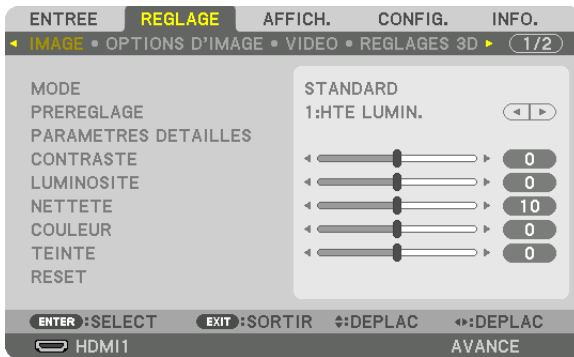 ENTREE REGLAGE AFFICH. CONFIG. INFO.
IMAGE • OPTIONS D'IMAGE • VIDEO • REGLAGES 3D 1/2
MODE STANDARD
PREREGLAGE 1:HTE LUMIN.
PARAMETRES DETAILLES
CONTRASTE 0
LUMINOSITE 0
NETTETE 10
COULEUR 0
TEINTE 0
RESET
ENTER :SELECT EXIT :SORTIR :DEPLAC :DEPLAC
HDMI1 AVANCE